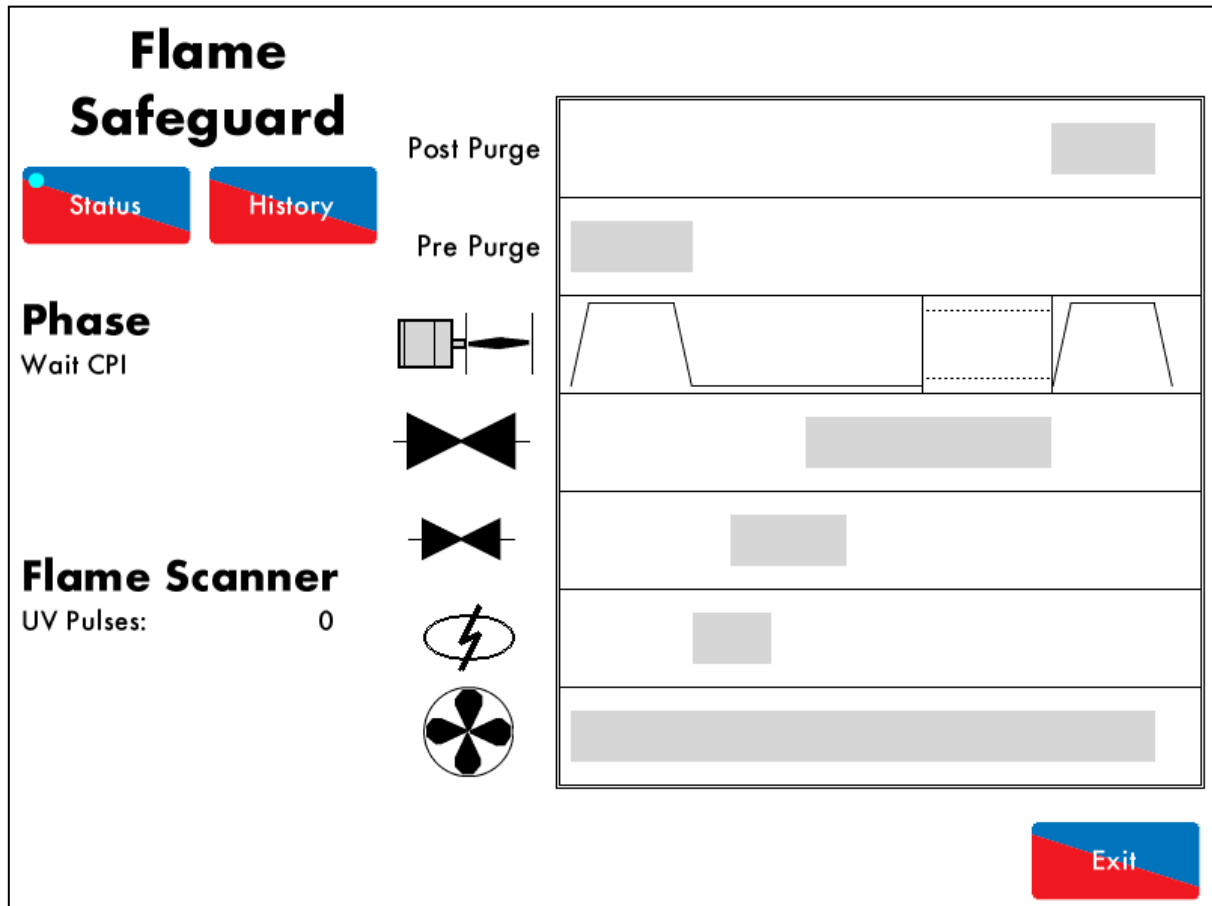 Flame
Safeguard
Status
History
Post Purge
Pre Purge
Phase
Wait CPI
Flame Scanner
UV Pulses: 0
Exit